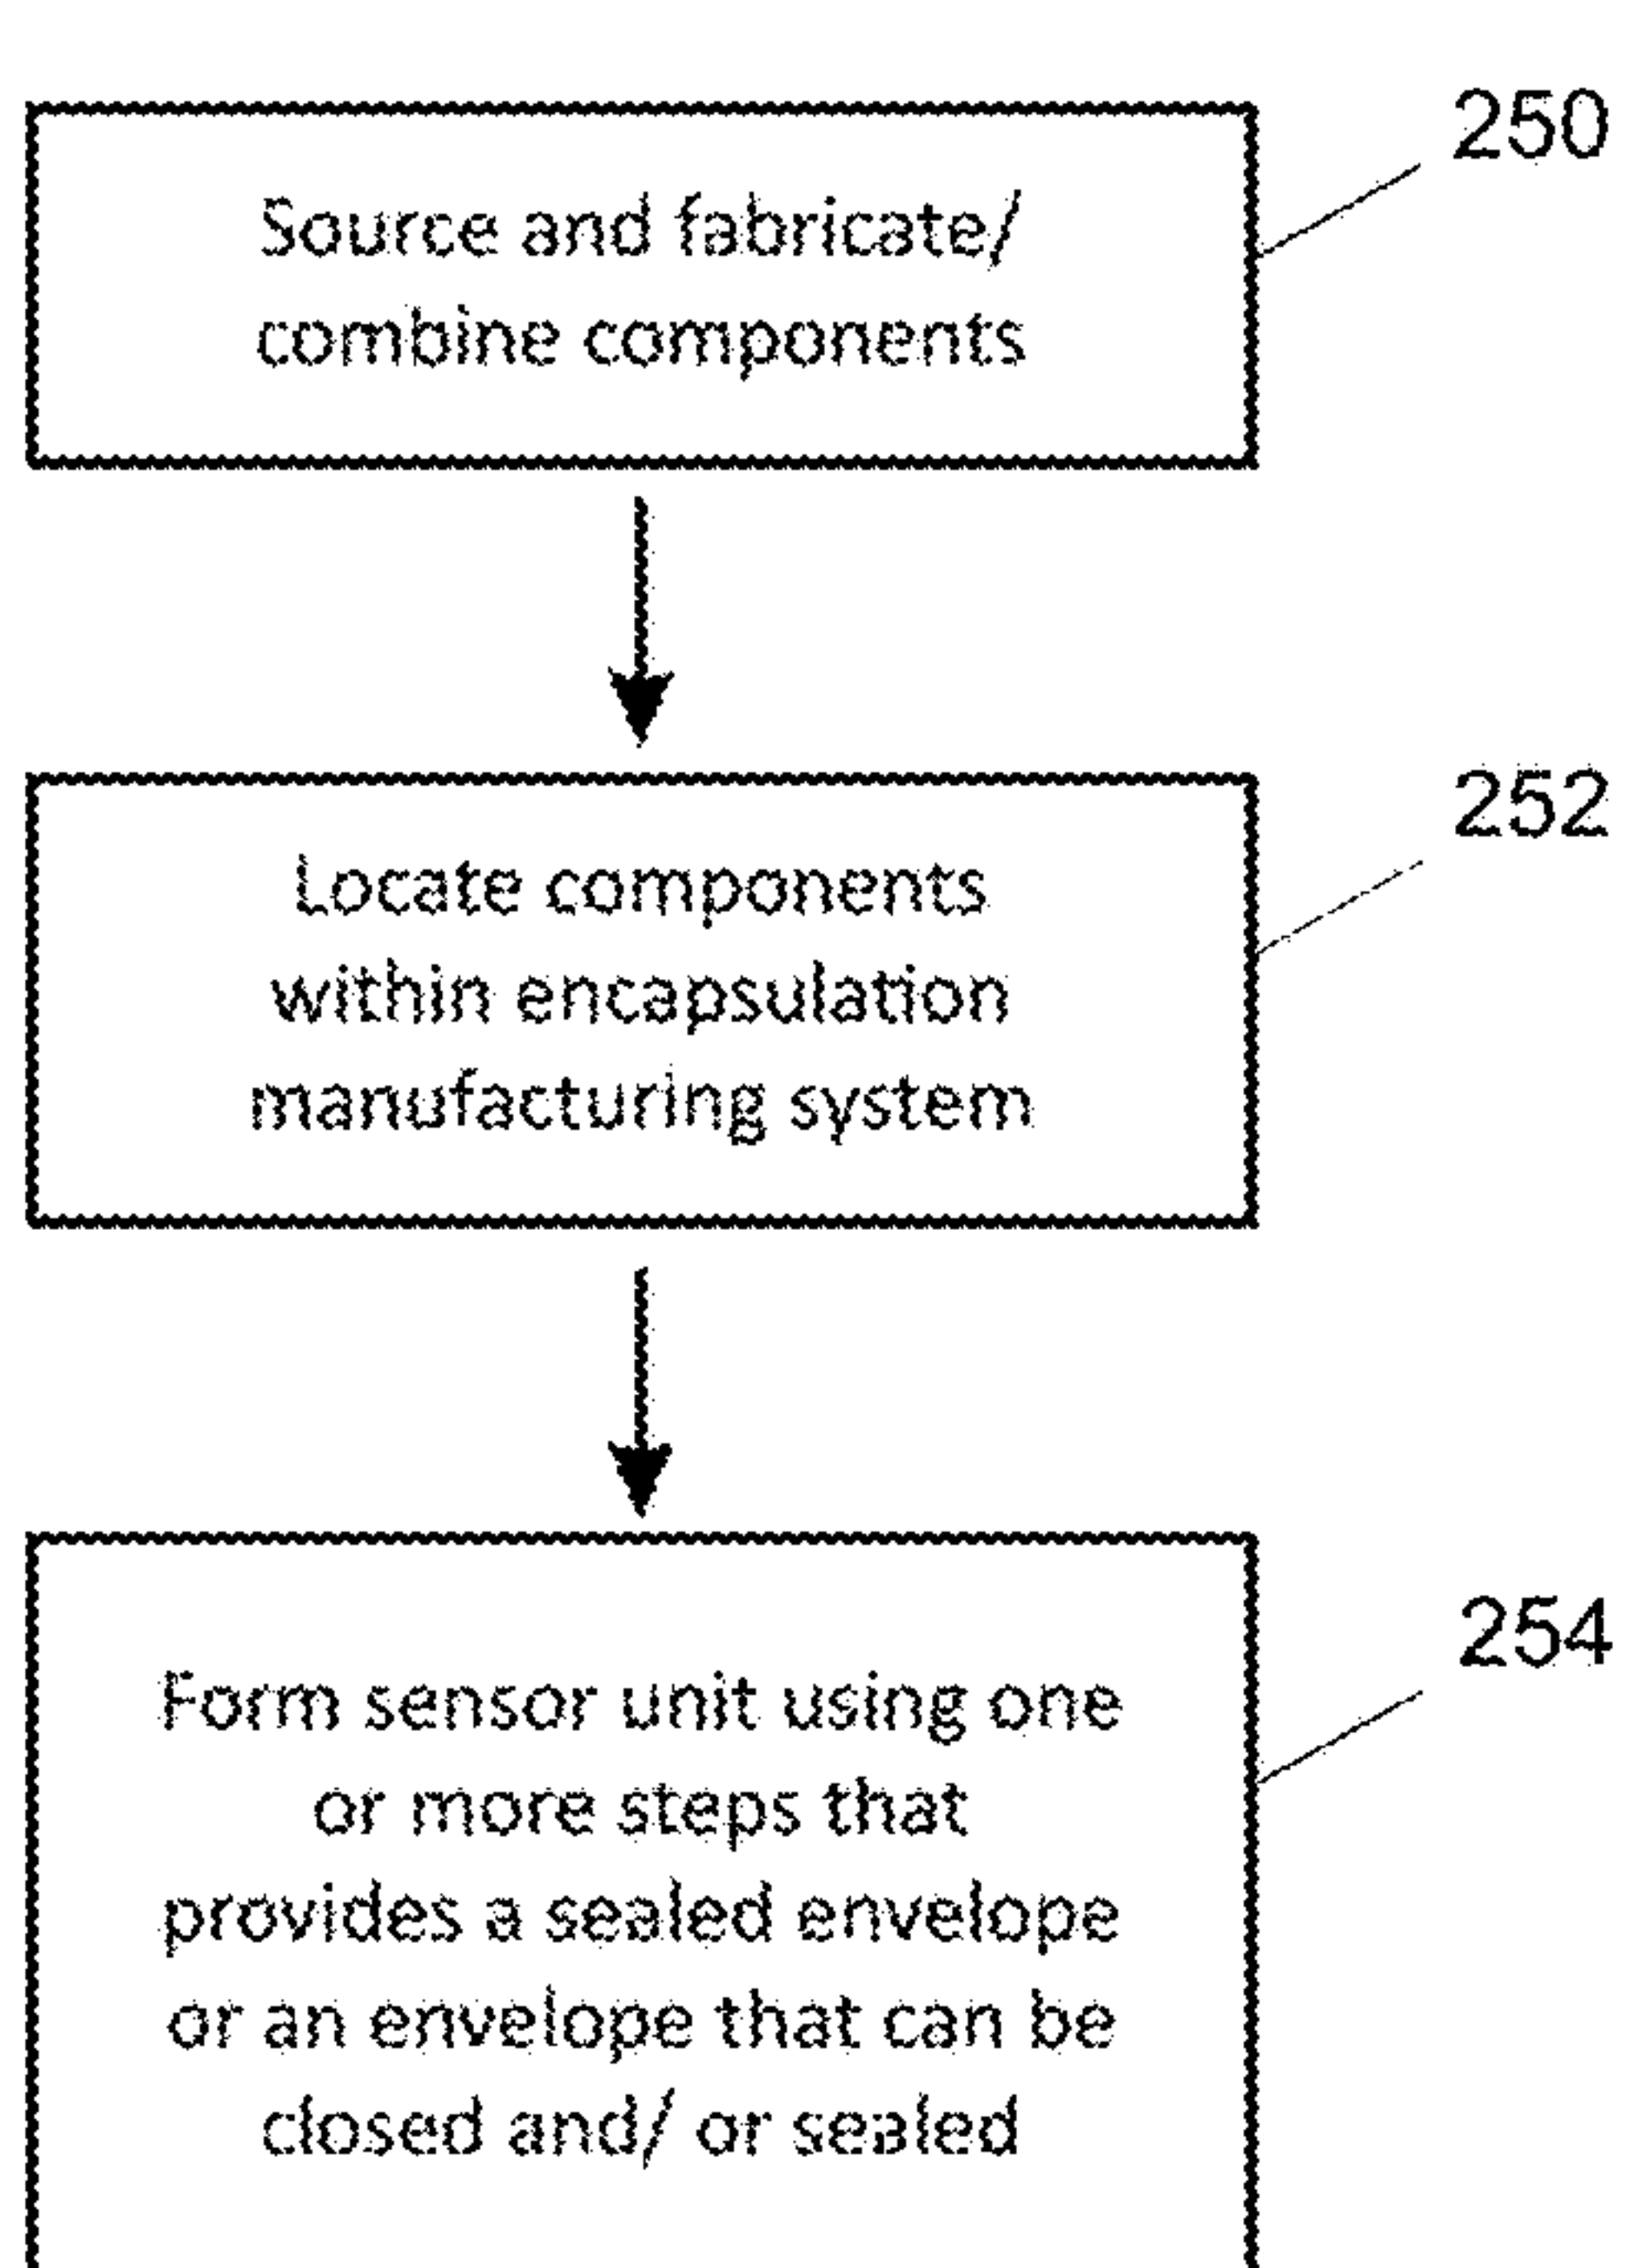 250
Source and fabricate/
combine components
252
Locate components
within encapsulation
manufacturing system
254
Form sensor unit using one
or more steps that
provides a sealed envelope
or an envelope that can be
closed and/ or sealed